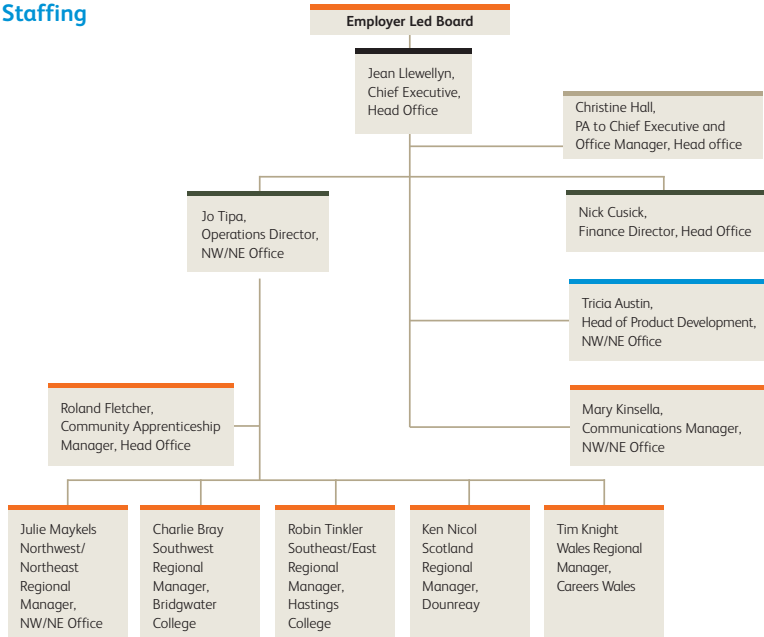 Staffing
Employer Led Board
Jean Llewellyn,
Chief Executive,
Head Office
Christine Hall,
PA to Chief Executive and
Office Manager, Head office
Jo Tipa,
Operations Director,
NW/NE Office
Nick Cusick,
Finance Director, Head Office
Tricia Austin,
Head of Product Development,
NW/NE Office
Roland Fletcher,
Community Apprenticeship
Manager, Head Office
Mary Kinsella,
Communications Manager,
NW/NE Office
Julie Maykels
Northwest/
Northeast
Regional
Manager,
NW/NE Office
Charlie Bray
Southwest
Regional
Manager,
Bridgwater
College
Robin Tinkler
Southeast/East
Regional
Manager,
Hastings
College
Ken Nicol
Scotland
Regional
Manager,
Dounreay
Tim Knight
Wales Regional
Manager,
Careers Wales